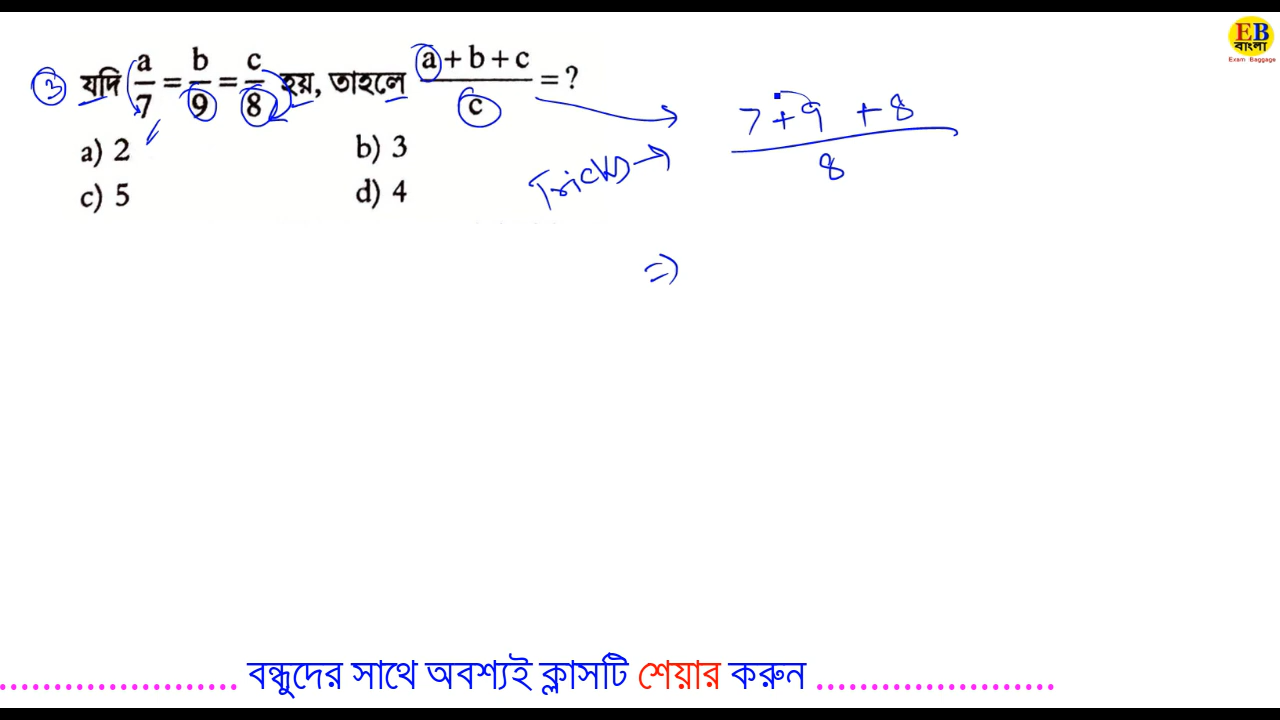 EB
বাংলা
Exam Baggage
③ যদি a/7 = b/9 = c/8 হয়, তাহলে (a + b + c)/c = ?
a) 2 b) 3
c) 5 d) 4
Tricks →
(7 + 9 + 8)/8
⇒
...................... বন্ধুদের সাথে অবশ্যই ক্লাসটি শেয়ার করুন ......................